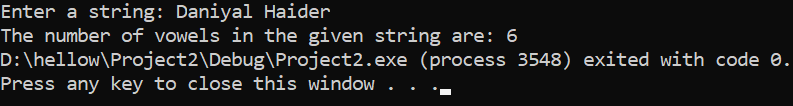 Enter a string: Daniyal Haider
The number of vowels in the given string are: 6
D:\hellow\Project2\Debug\Project2.exe (process 3548) exited with code 0.
Press any key to close this window . . .